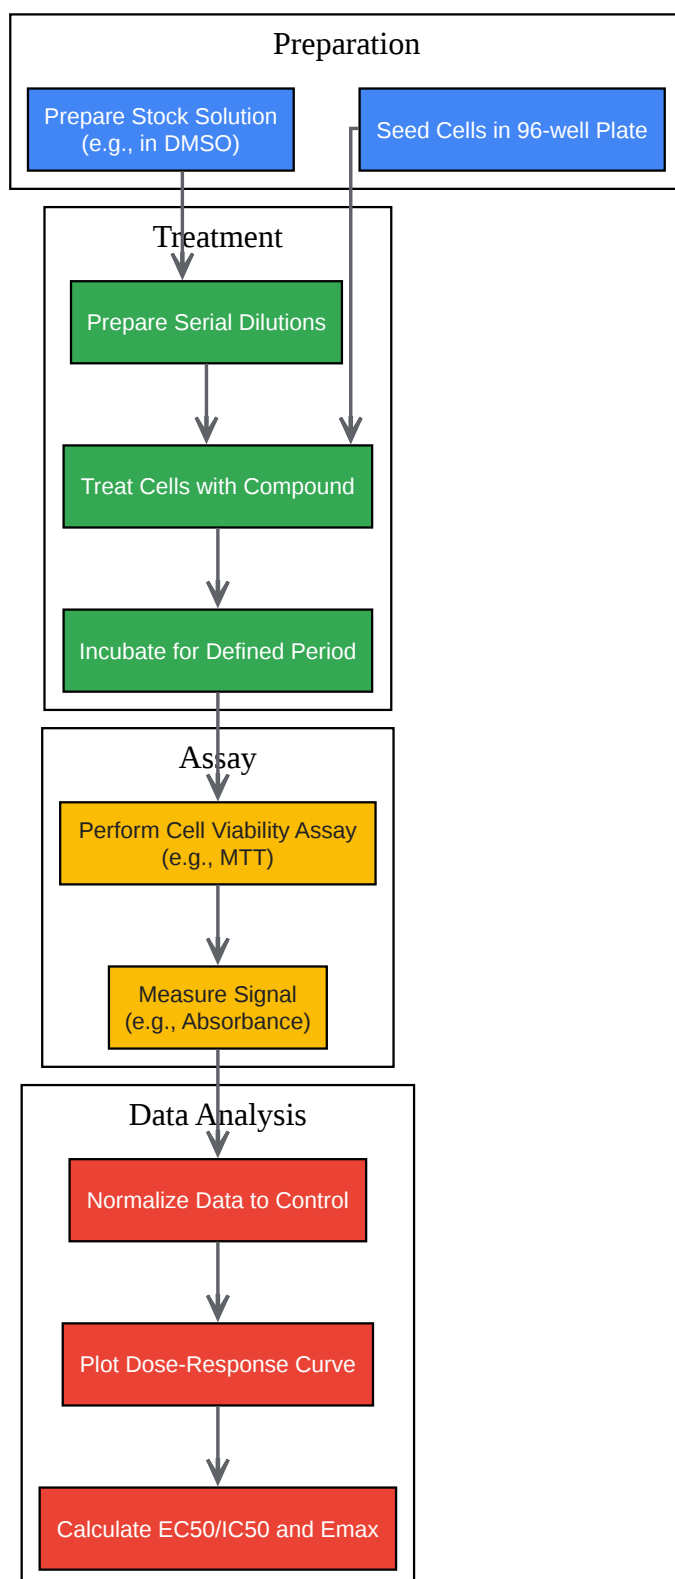 Preparation
Prepare Stock Solution
(e.g., in DMSO)
Seed Cells in 96-well Plate
Treatment
Prepare Serial Dilutions
Treat Cells with Compound
Incubate for Defined Period
Assay
Perform Cell Viability Assay
(e.g., MTT)
Measure Signal
(e.g., Absorbance)
Data Analysis
Normalize Data to Control
Plot Dose-Response Curve
Calculate EC50/IC50 and Emax